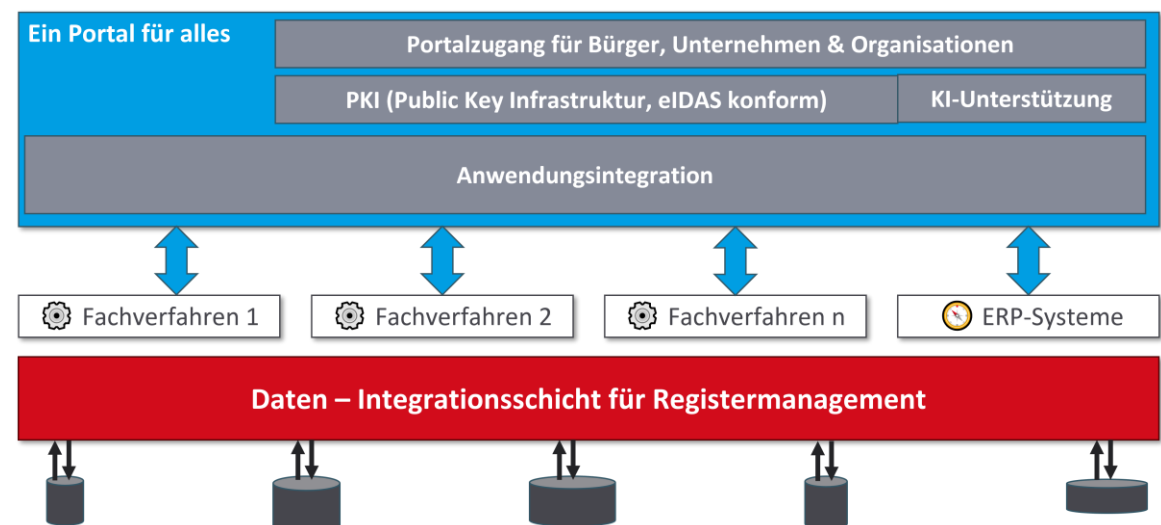 Ein Portal für alles
Portalzugang für Bürger, Unternehmen & Organisationen
PKI (Public Key Infrastruktur, eIDAS konform)
KI-Unterstützung
Anwendungsintegration
Fachverfahren 1
Fachverfahren 2
Fachverfahren n
ERP-Systeme
Daten – Integrationsschicht für Registermanagement